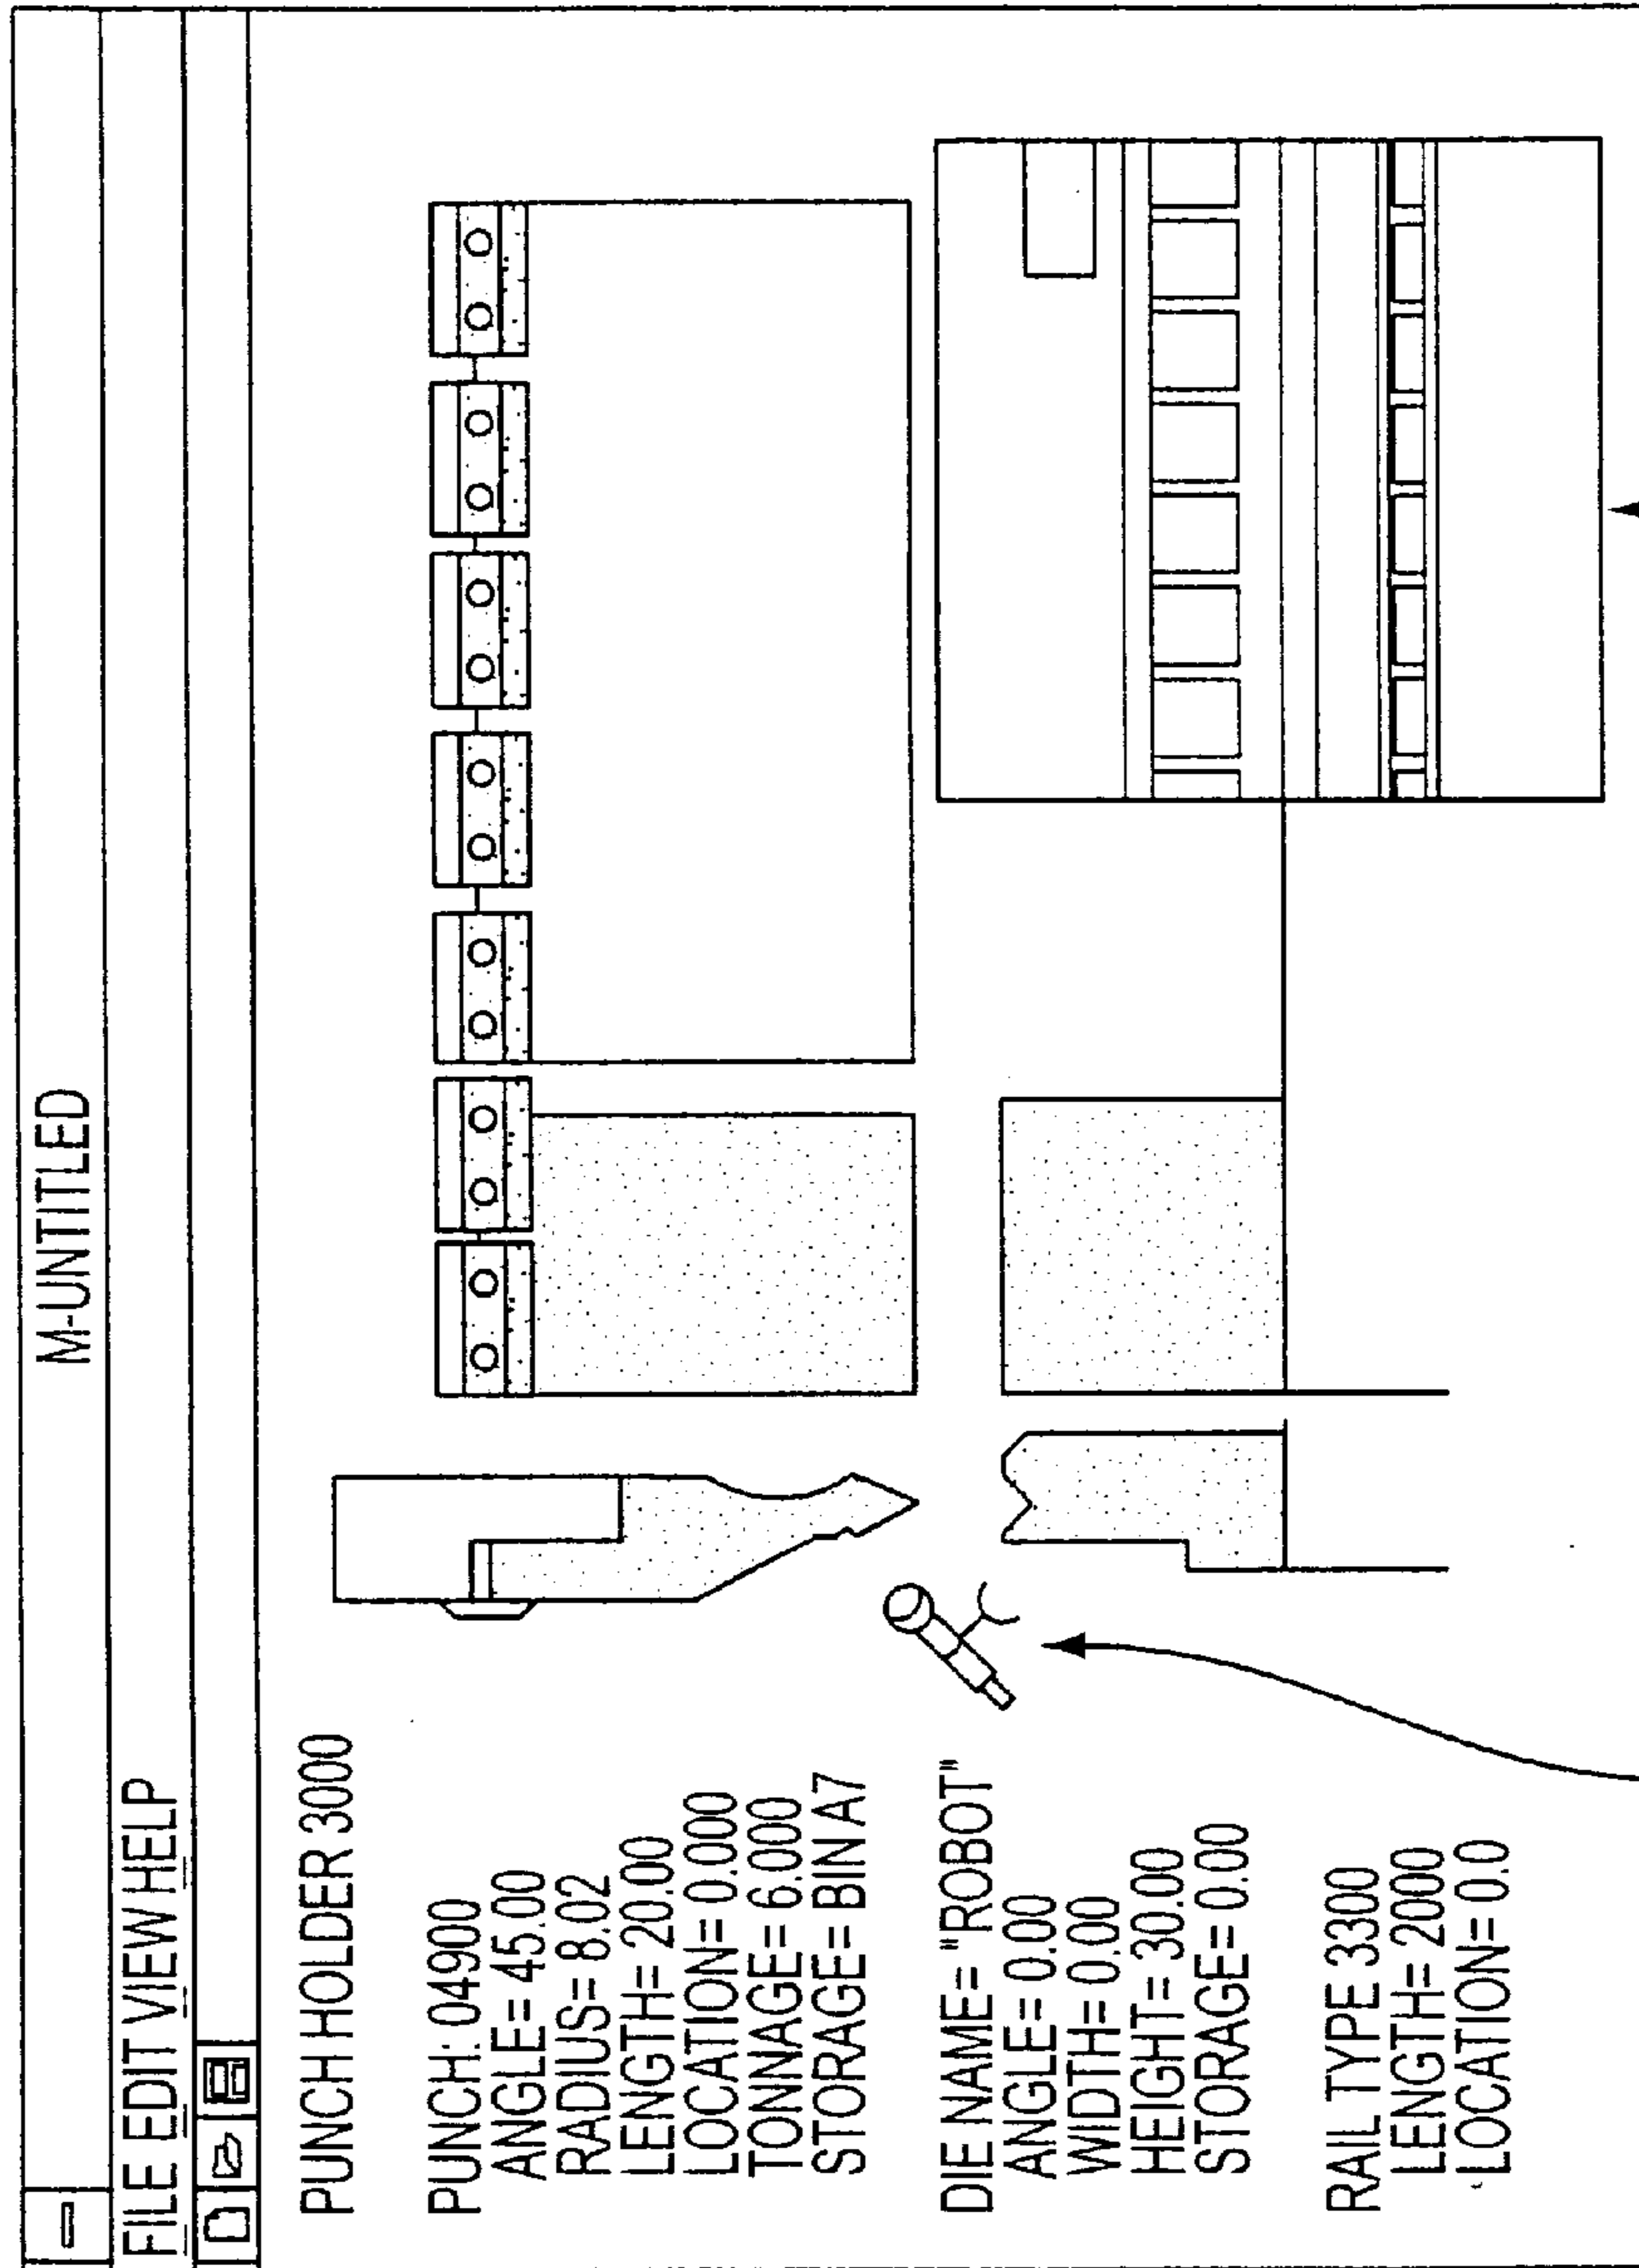 M-UNTITLED
FILE EDIT VIEW HELP
PUNCH HOLDER 3000
PUNCH: 04900
ANGLE= 45.00
RADIUS= 8.02
LENGTH= 20.00
LOCATION= 0.000
TONNAGE= 6.000
STORAGE= BIN A7
DIE NAME= "ROBOT"
ANGLE= 0.00
WIDTH= 0.00
HEIGHT= 30.00
STORAGE= 0.00
RAIL TYPE 3300
LENGTH= 2000
LOCATION= 0.0